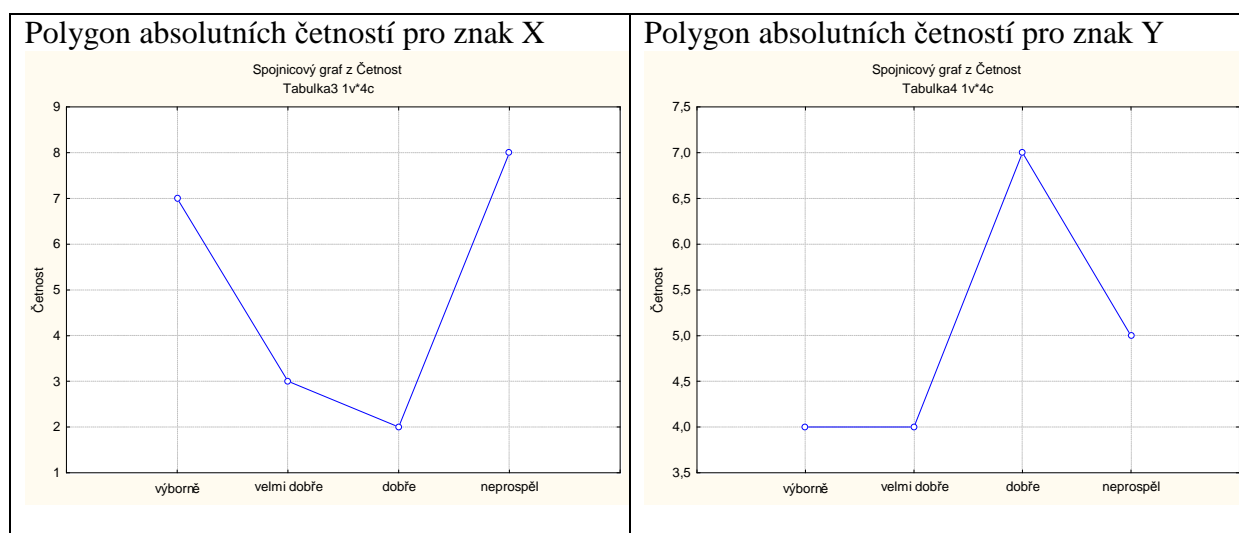 Polygon absolutních četností pro znak X
Spojnicový graf z Četnost
Tabulka3 1v*4c
9
8
7
6
5
4
3
2
1
Četnost
výborně
velmi dobře
dobře
neprospěl
Polygon absolutních četností pro znak Y
Spojnicový graf z Četnost
Tabulka4 1v*4c
7,5
7,0
6,5
6,0
5,5
5,0
4,5
4,0
3,5
Četnost
výborně
velmi dobře
dobře
neprospěl